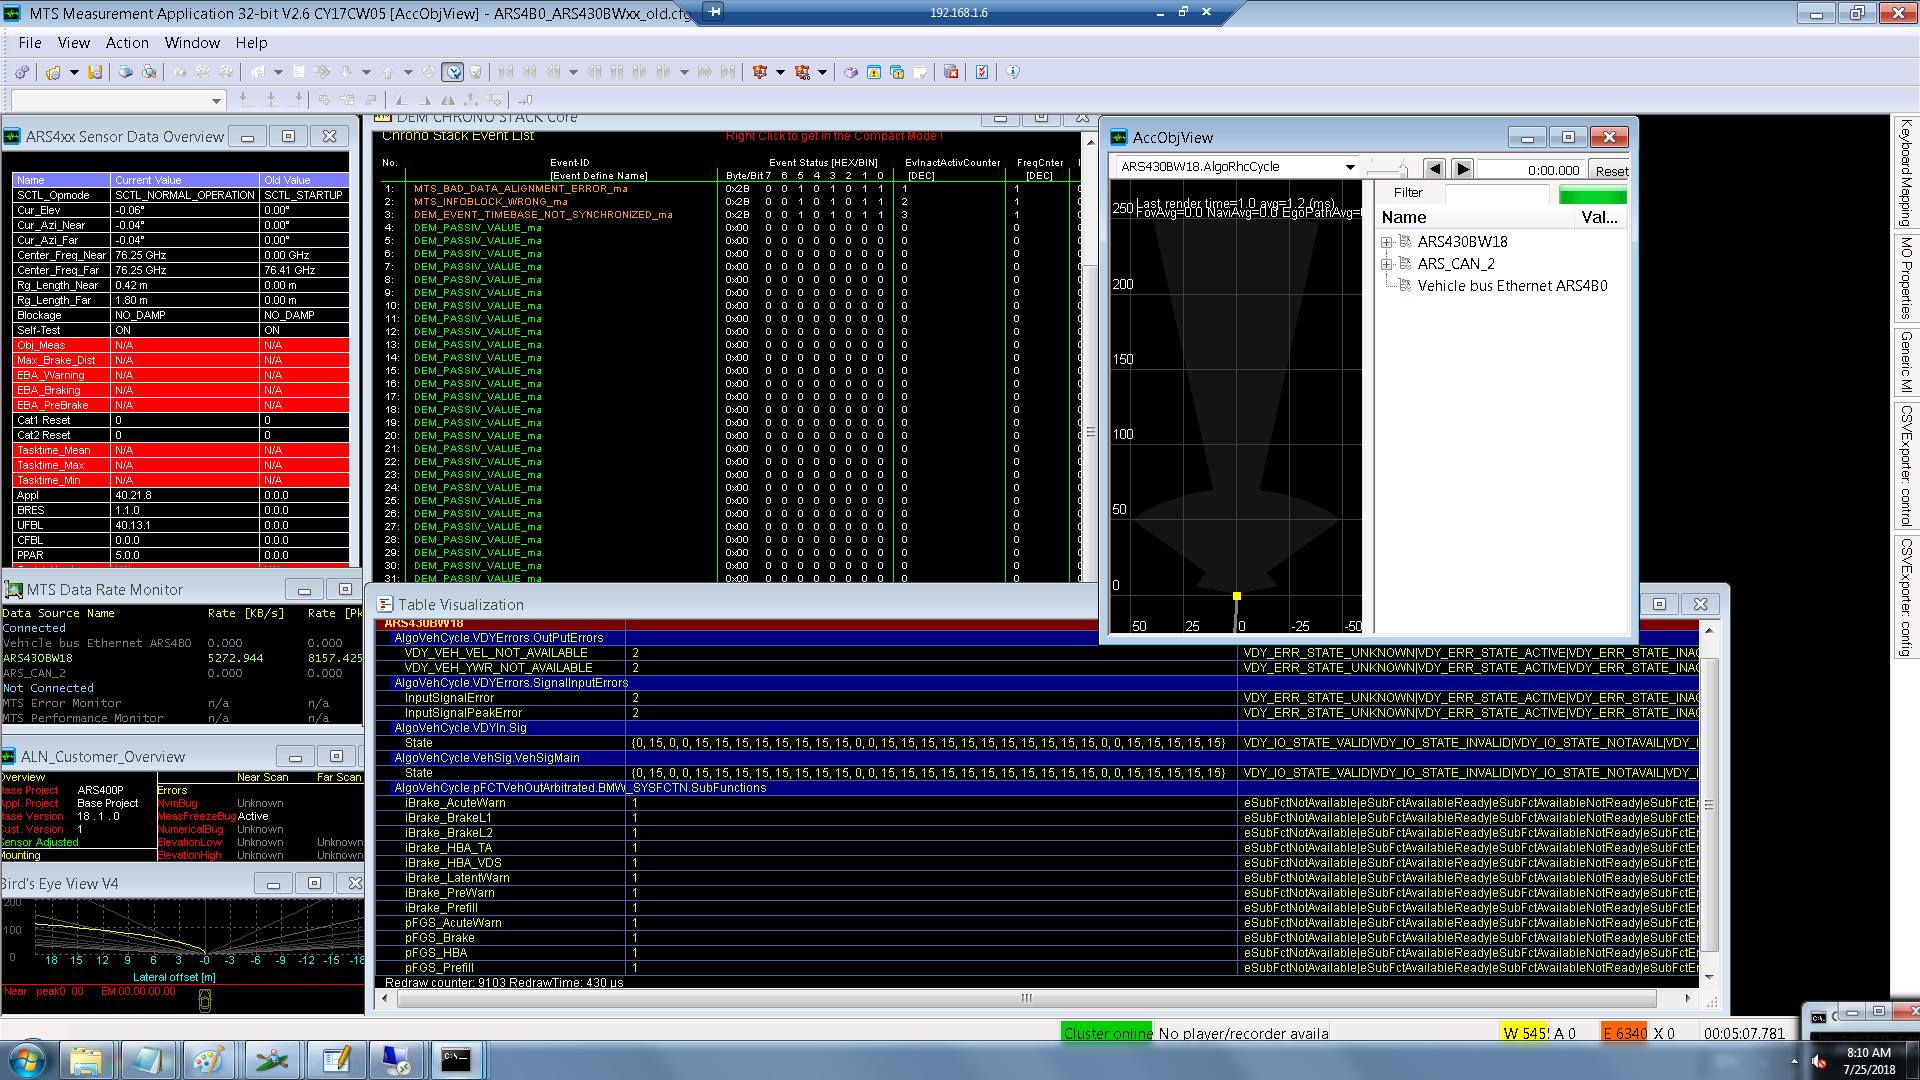 MTS Measurement Application 32-bit V2.6 CY17CW05 [AccObjView] - ARS4B0_ARS430BWxx_old.cfg
192.168.1.6
File View Action Window Help
ARS4xx Sensor Data Overview
Name Current Value Old Value
SCTL_Opmode SCTL_NORMAL_OPERATION SCTL_STARTUP
Cur_Elev -0.06° 0.00°
Cur_Azi_Near -0.04° 0.00°
Cur_Azi_Far -0.04° 0.00°
Center_Freq_Near 76.25 GHz 0.00 GHz
Center_Freq_Far 76.25 GHz 76.41 GHz
Rg_Length_Near 0.42 m 0.00 m
Rg_Length_Far 1.80 m 0.00 m
Blockage NO_DAMP NO_DAMP
Self-Test ON ON
Obj_Meas N/A N/A
Max_Brake_Dist N/A N/A
EBA_Warning N/A N/A
EBA_Braking N/A N/A
EBA_PreBrake N/A N/A
Cat1 Reset 0 0
Cat2 Reset 0 0
Tasktime_Mean N/A N/A
Tasktime_Max N/A N/A
Tasktime_Min N/A N/A
Appl 40.21.8 0.0.0
BRES 1.1.0 0.0.0
UFBL 40.13.1 0.0.0
CFBL 0.0.0 0.0.0
PPAR 5.0.0 0.0.0
DEM CHRONO STACK Core
Chrono Stack Event List Right Click to get in the Compact Mode !
No. Event-ID Event Status [HEX/BIN] EvInactActivCounter FreqCnter
[Event Define Name] Byte/Bit 7 6 5 4 3 2 1 0 [DEC] [DEC]
1: MTS_BAD_DATA_ALIGNMENT_ERROR_ma 0x2B 0 0 1 0 1 0 1 1 1 1
2: MTS_INFOBLOCK_WRONG_ma 0x2B 0 0 1 0 1 0 1 1 2 1
3: DEM_EVENT_TIMEBASE_NOT_SYNCHRONIZED_ma 0x2B 0 0 1 0 1 0 1 1 3 1
4: DEM_PASSIV_VALUE_ma 0x00 0 0 0 0 0 0 0 0 0 0
5: DEM_PASSIV_VALUE_ma 0x00 0 0 0 0 0 0 0 0 0 0
6: DEM_PASSIV_VALUE_ma 0x00 0 0 0 0 0 0 0 0 0 0
7: DEM_PASSIV_VALUE_ma 0x00 0 0 0 0 0 0 0 0 0 0
8: DEM_PASSIV_VALUE_ma 0x00 0 0 0 0 0 0 0 0 0 0
9: DEM_PASSIV_VALUE_ma 0x00 0 0 0 0 0 0 0 0 0 0
10: DEM_PASSIV_VALUE_ma 0x00 0 0 0 0 0 0 0 0 0 0
11: DEM_PASSIV_VALUE_ma 0x00 0 0 0 0 0 0 0 0 0 0
12: DEM_PASSIV_VALUE_ma 0x00 0 0 0 0 0 0 0 0 0 0
13: DEM_PASSIV_VALUE_ma 0x00 0 0 0 0 0 0 0 0 0 0
14: DEM_PASSIV_VALUE_ma 0x00 0 0 0 0 0 0 0 0 0 0
15: DEM_PASSIV_VALUE_ma 0x00 0 0 0 0 0 0 0 0 0 0
16: DEM_PASSIV_VALUE_ma 0x00 0 0 0 0 0 0 0 0 0 0
17: DEM_PASSIV_VALUE_ma 0x00 0 0 0 0 0 0 0 0 0 0
18: DEM_PASSIV_VALUE_ma 0x00 0 0 0 0 0 0 0 0 0 0
19: DEM_PASSIV_VALUE_ma 0x00 0 0 0 0 0 0 0 0 0 0
20: DEM_PASSIV_VALUE_ma 0x00 0 0 0 0 0 0 0 0 0 0
21: DEM_PASSIV_VALUE_ma 0x00 0 0 0 0 0 0 0 0 0 0
22: DEM_PASSIV_VALUE_ma 0x00 0 0 0 0 0 0 0 0 0 0
23: DEM_PASSIV_VALUE_ma 0x00 0 0 0 0 0 0 0 0 0 0
24: DEM_PASSIV_VALUE_ma 0x00 0 0 0 0 0 0 0 0 0 0
25: DEM_PASSIV_VALUE_ma 0x00 0 0 0 0 0 0 0 0 0 0
26: DEM_PASSIV_VALUE_ma 0x00 0 0 0 0 0 0 0 0 0 0
27: DEM_PASSIV_VALUE_ma 0x00 0 0 0 0 0 0 0 0 0 0
28: DEM_PASSIV_VALUE_ma 0x00 0 0 0 0 0 0 0 0 0 0
29: DEM_PASSIV_VALUE_ma 0x00 0 0 0 0 0 0 0 0 0 0
30: DEM_PASSIV_VALUE_ma 0x00 0 0 0 0 0 0 0 0 0 0
31: DEM_PASSIV_VALUE_ma 0x00 0 0 0 0 0 0 0 0 0 0
AccObjView
ARS430BW18.AlgoRhcCycle 0:00.000 Reset
Last render time=1.0 avg=1.2 (ms)
FovAvg=0.0 NaviAvg=0.0 EgoPathAvg=
250
200
150
100
50
0
50 25 0 -25 -50
Filter
Name Val...
ARS430BW18
ARS_CAN_2
Vehicle bus Ethernet ARS4B0
Keyboard Mapping
MO Properties
Generic MI
CSVExporter: control
CSVExporter: config
MTS Data Rate Monitor
Data Source Name Rate [KB/s] Rate [Pk
Connected
Vehicle bus Ethernet ARS4B0 0.000 0.000
ARS430BW18 5272.944 8157.425
ARS_CAN_2 0.000 0.000
Not Connected
MTS Error Monitor n/a n/a
MTS Performance Monitor n/a n/a
ALN_Customer_Overview
Overview Near Scan Far Scan
Base Project ARS400P Errors
Appl. Project Base Project NvmBug Unknown
Base Version 18 . 1 . 0 MeasFreezeBug Active
Cust. Version 1 NumericalBug Unknown
Sensor Adjusted ElevationLow Unknown Unknown
Mounting ElevationHigh Unknown Unknown
Bird's Eye View V4
200
100
0
18 15 12 9 6 3 -0 -3 -6 -9 -12 -15 -18
Lateral offset [m]
Near peak0 00 EM 00.00.00.00
Table Visualization
ARS430BW18
AlgoVehCycle.VDYErrors.OutPutErrors
VDY_VEH_VEL_NOT_AVAILABLE 2 VDY_ERR_STATE_UNKNOWN|VDY_ERR_STATE_ACTIVE|VDY_ERR_STATE_INAC
VDY_VEH_YWR_NOT_AVAILABLE 2 VDY_ERR_STATE_UNKNOWN|VDY_ERR_STATE_ACTIVE|VDY_ERR_STATE_INAC
AlgoVehCycle.VDYErrors.SignalInputErrors
InputSignalError 2 VDY_ERR_STATE_UNKNOWN|VDY_ERR_STATE_ACTIVE|VDY_ERR_STATE_INAC
InputSignalPeakError 2 VDY_ERR_STATE_UNKNOWN|VDY_ERR_STATE_ACTIVE|VDY_ERR_STATE_INAC
AlgoVehCycle.VDYIn.Sig
State {0, 15, 0, 0, 15, 15, 15, 15, 15, 15, 15, 0, 0, 15, 15, 15, 15, 15, 15, 15, 15, 15, 15, 0, 0, 15, 15, 15, 15, 15} VDY_IO_STATE_VALID|VDY_IO_STATE_INVALID|VDY_IO_STATE_NOTAVAIL|VDY_I
AlgoVehCycle.VehSig.VehSigMain
State {0, 15, 0, 0, 15, 15, 15, 15, 15, 15, 15, 0, 0, 15, 15, 15, 15, 15, 15, 15, 15, 15, 15, 0, 0, 15, 15, 15, 15, 15} VDY_IO_STATE_VALID|VDY_IO_STATE_INVALID|VDY_IO_STATE_NOTAVAIL|VDY_I
AlgoVehCycle.pFCTVehOutArbitrated.BMW_SYSFCTN.SubFunctions
iBrake_AcuteWarn 1 eSubFctNotAvailable|eSubFctAvailableReady|eSubFctAvailableNotReady|eSubFctEr
iBrake_BrakeL1 1 eSubFctNotAvailable|eSubFctAvailableReady|eSubFctAvailableNotReady|eSubFctEr
iBrake_BrakeL2 1 eSubFctNotAvailable|eSubFctAvailableReady|eSubFctAvailableNotReady|eSubFctEr
iBrake_HBA_TA 1 eSubFctNotAvailable|eSubFctAvailableReady|eSubFctAvailableNotReady|eSubFctEr
iBrake_HBA_VDS 1 eSubFctNotAvailable|eSubFctAvailableReady|eSubFctAvailableNotReady|eSubFctEr
iBrake_LatentWarn 1 eSubFctNotAvailable|eSubFctAvailableReady|eSubFctAvailableNotReady|eSubFctEr
iBrake_PreWarn 1 eSubFctNotAvailable|eSubFctAvailableReady|eSubFctAvailableNotReady|eSubFctEr
iBrake_Prefill 1 eSubFctNotAvailable|eSubFctAvailableReady|eSubFctAvailableNotReady|eSubFctEr
pFGS_AcuteWarn 1 eSubFctNotAvailable|eSubFctAvailableReady|eSubFctAvailableNotReady|eSubFctEr
pFGS_Brake 1 eSubFctNotAvailable|eSubFctAvailableReady|eSubFctAvailableNotReady|eSubFctEr
pFGS_HBA 1 eSubFctNotAvailable|eSubFctAvailableReady|eSubFctAvailableNotReady|eSubFctEr
pFGS_Prefill 1 eSubFctNotAvailable|eSubFctAvailableReady|eSubFctAvailableNotReady|eSubFctEr
Redraw counter: 9103 RedrawTime: 430 µs
Cluster online No player/recorder availa W 545 A 0 E 6340 X 0 00:05:07.781
8:10 AM
7/25/2018